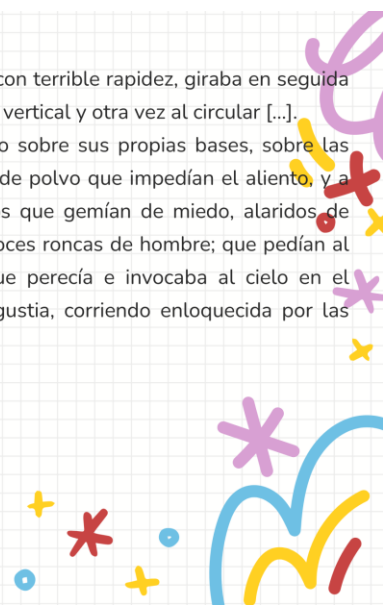 con terrible rapidez, giraba en seguida
vertical y otra vez al circular [...].
o sobre sus propias bases, sobre las
de polvo que impedían el aliento, y a
s que gemían de miedo, alaridos de
oces roncas de hombre; que pedían al
ue perecía e invocaba al cielo en el
gustia, corriendo enloquecida por las